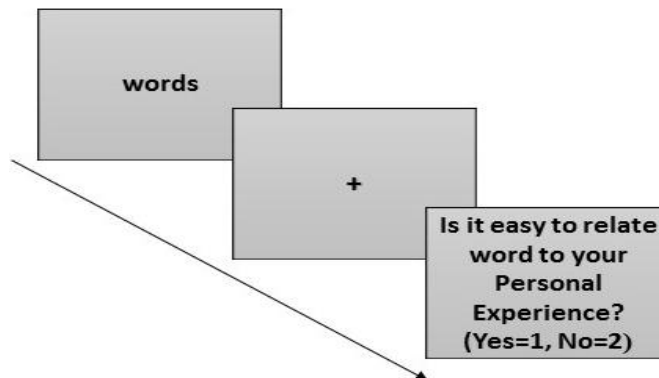 words
+
Is it easy to relate
word to your
Personal
Experience?
(Yes=1, No=2)